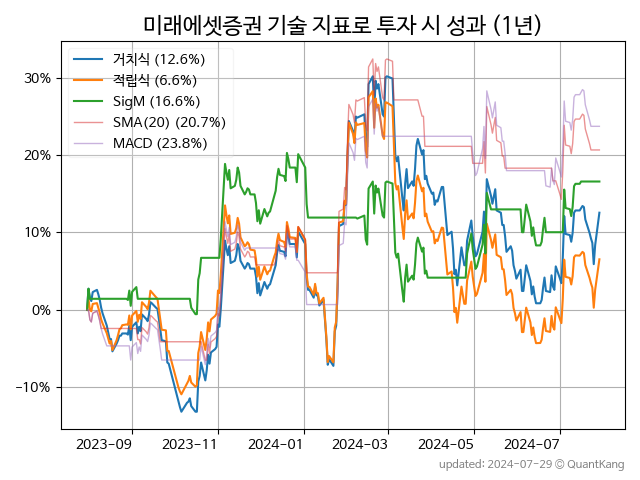 미래에셋증권 기술 지표로 투자 시 성과 (1년)
거치식 (12.6%)
적립식 (6.6%)
SigM (16.6%)
SMA(20) (20.7%)
MACD (23.8%)
30%
20%
10%
0%
−10%
2023-09 2023-11 2024-01 2024-03 2024-05 2024-07
updated: 2024-07-29 © QuantKang